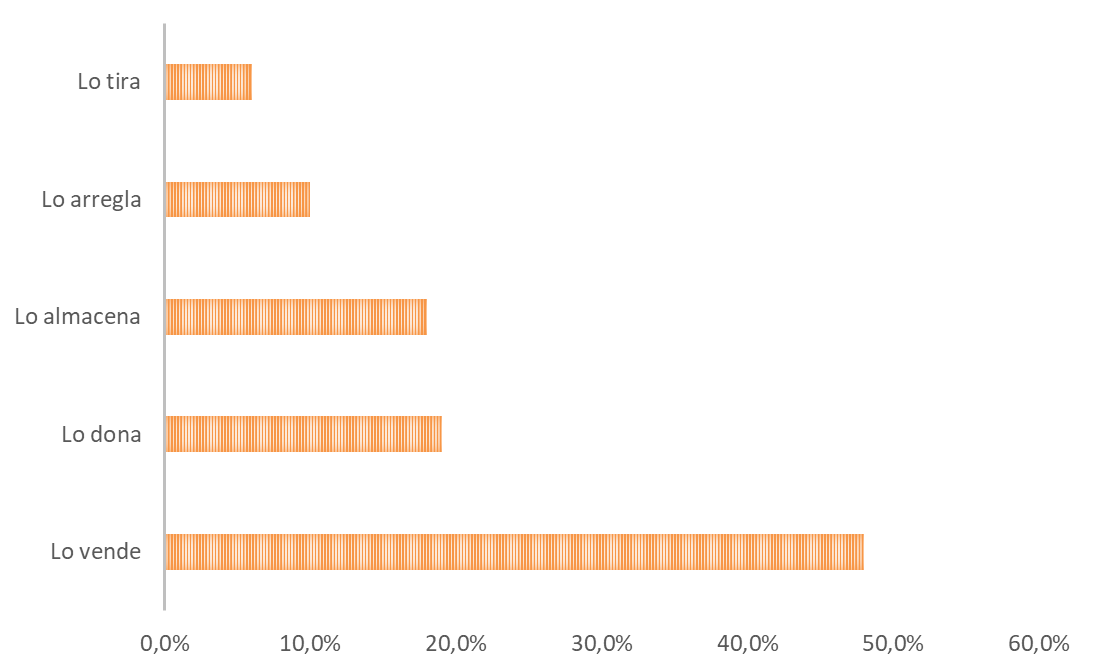 Lo tira
Lo arregla
Lo almacena
Lo dona
Lo vende
0,0% 10,0% 20,0% 30,0% 40,0% 50,0% 60,0%